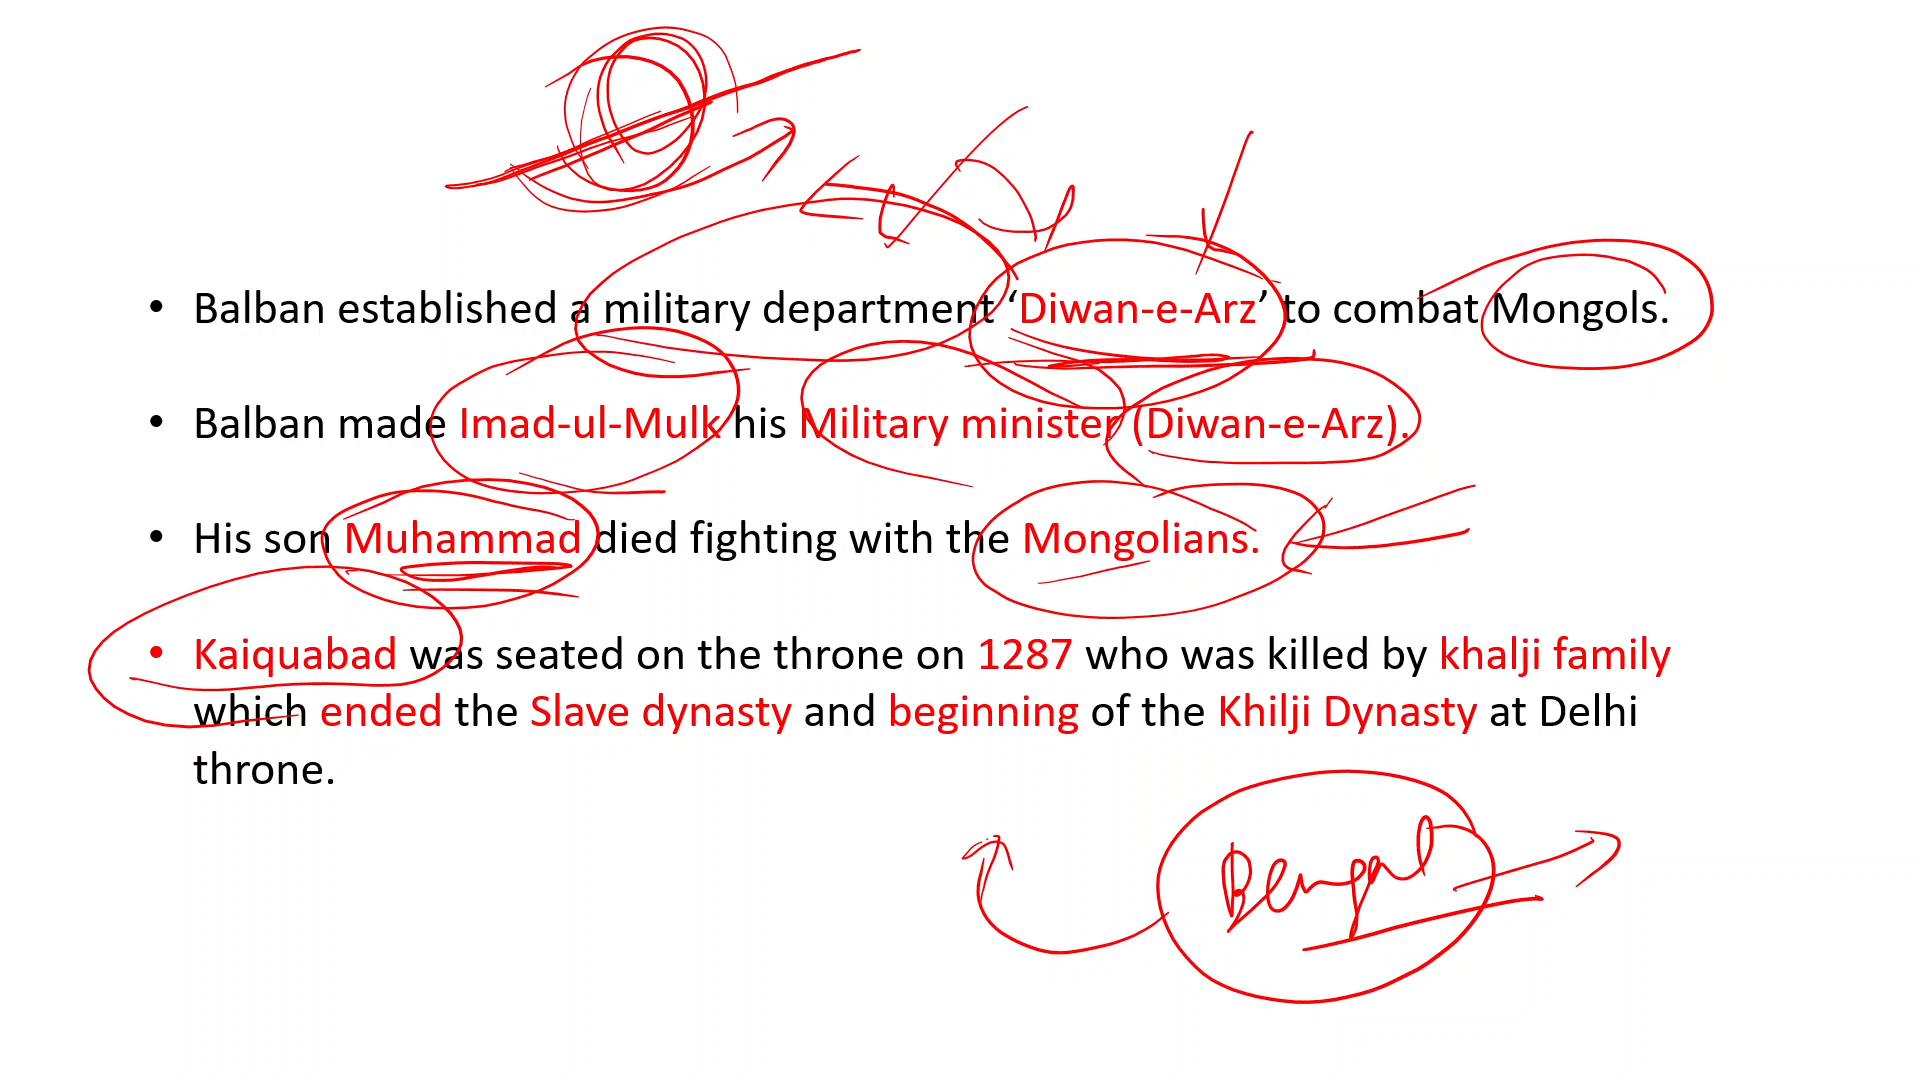 • Balban established a military department ‘Diwan-e-Arz’ to combat Mongols.
• Balban made Imad-ul-Mulk his Military minister (Diwan-e-Arz).
• His son Muhammad died fighting with the Mongolians.
• Kaiquabad was seated on the throne on 1287 who was killed by khalji family
which ended the Slave dynasty and beginning of the Khilji Dynasty at Delhi
throne.
Bengal